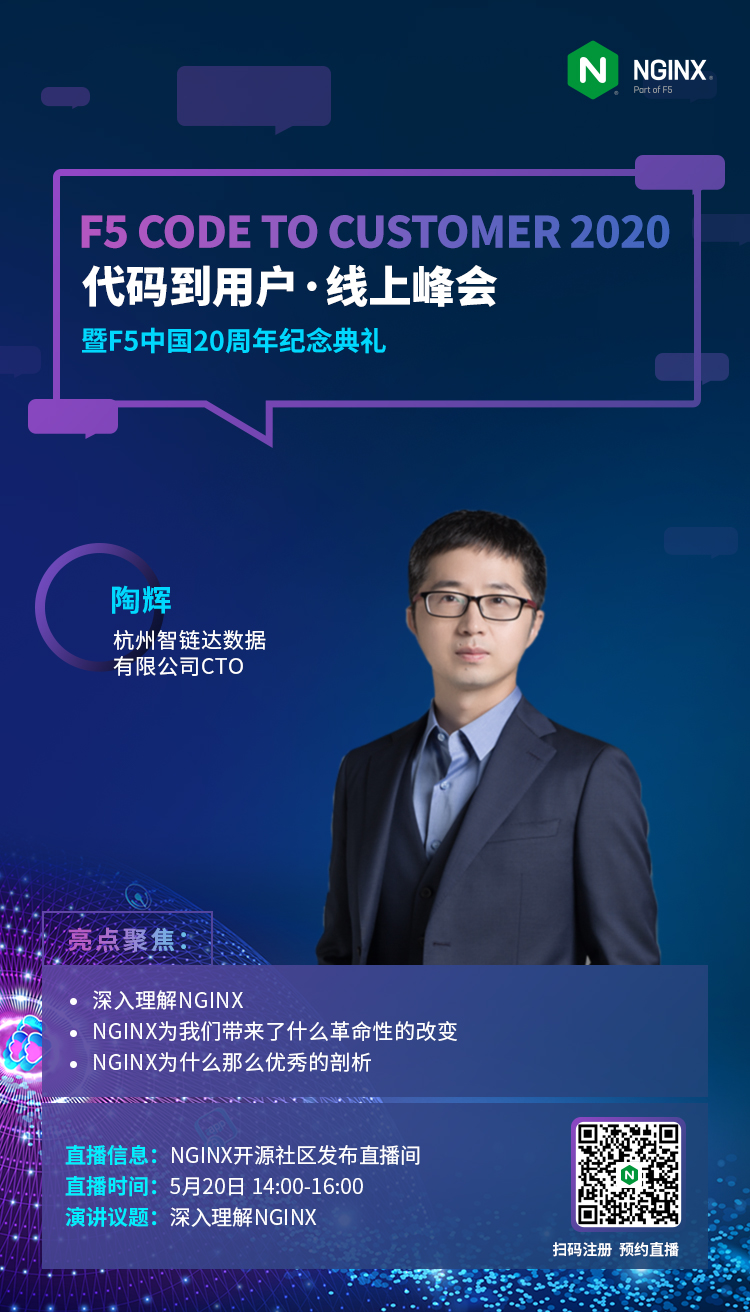 NGINX
Part of F5
F5 CODE TO CUSTOMER 2020
代码到用户·线上峰会
暨F5中国20周年纪念典礼
陶辉
杭州智链达数据
有限公司CTO
亮点聚焦：
• 深入理解NGINX
• NGINX为我们带来了什么革命性的改变
• NGINX为什么那么优秀的剖析
直播信息：NGINX开源社区发布直播间
直播时间：5月20日 14:00-16:00
演讲议题：深入理解NGINX
扫码注册 预约直播